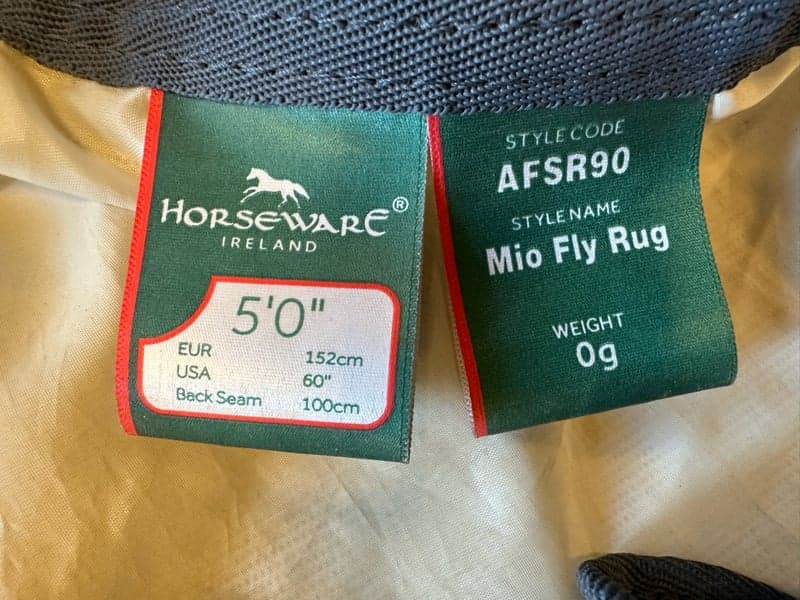 HORSEWARE®
IRELAND
5'0"
EUR 152cm
USA 60"
Back Seam 100cm
STYLE CODE
AFSR90
STYLE NAME
Mio Fly Rug
WEIGHT
0g